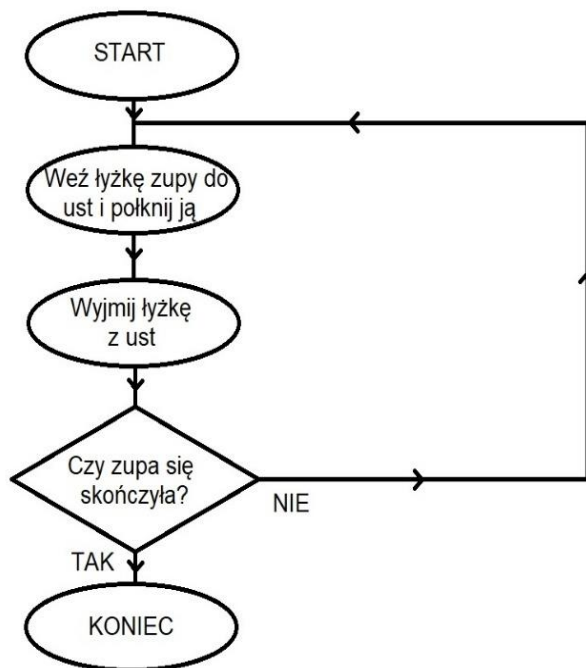 START
Weź łyżkę zupy do
ust i połknij ją
Wyjmij łyżkę
z ust
Czy zupa się
skończyła?
NIE
TAK
KONIEC